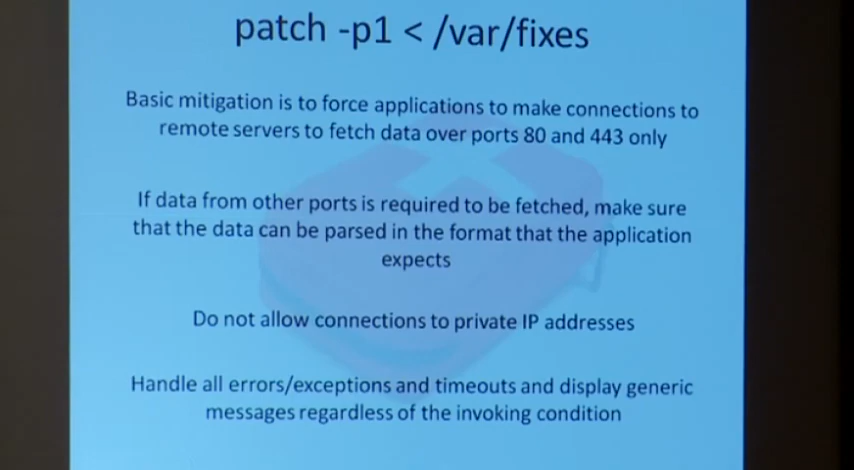 patch -p1 < /var/fixes
Basic mitigation is to force applications to make connections to
remote servers to fetch data over ports 80 and 443 only
If data from other ports is required to be fetched, make sure
that the data can be parsed in the format that the application
expects
Do not allow connections to private IP addresses
Handle all errors/exceptions and timeouts and display generic
messages regardless of the invoking condition